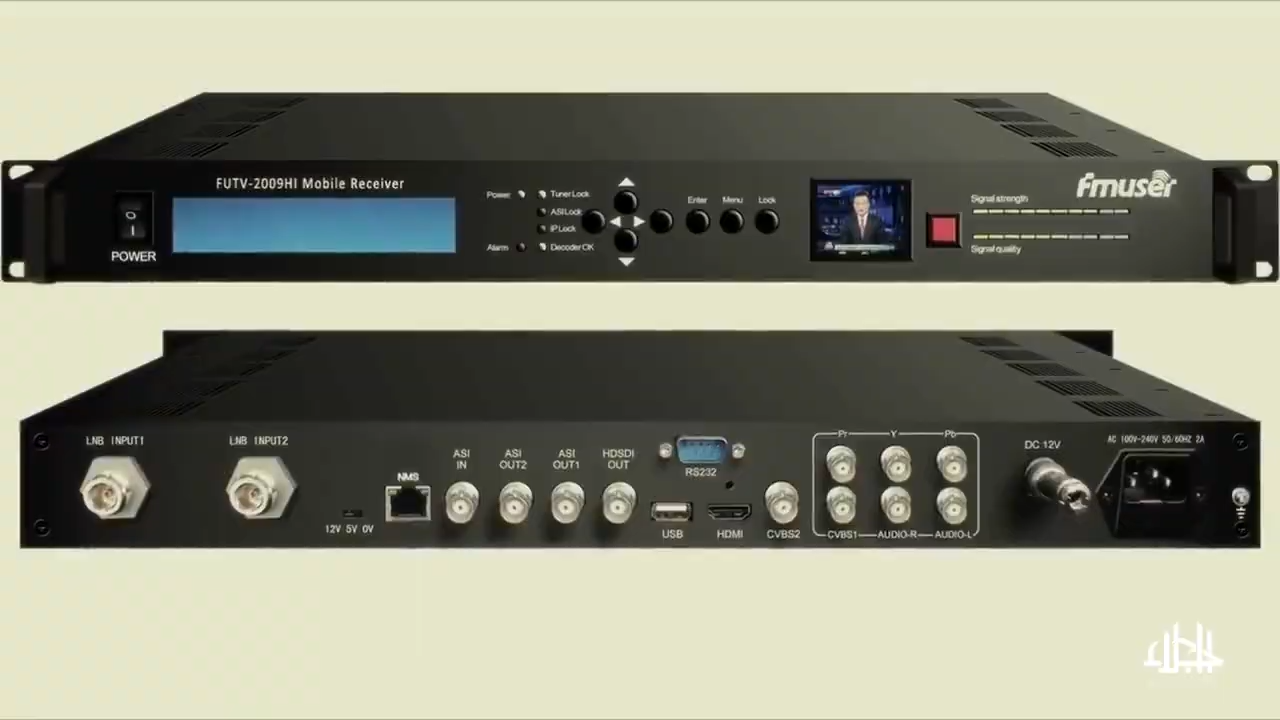 FUTV-2009HI Mobile Receiver
POWER
Power
Tuner Lock
ASI Lock
IP Lock
Alarm
Decoder OK
Enter
Menu
Lock
fmuser
Signal strength
Signal quality
LNB INPUT1
LNB INPUT2
12V 5V 0V
NMS
ASI IN
ASI OUT2
ASI OUT1
HDSDI OUT
RS232
USB
HDMI
CVBS2
Pr
Y
Pb
CVBS1
AUDIO-R
AUDIO-L
DC 12V
AC 100V-240V 50/60HZ 2A